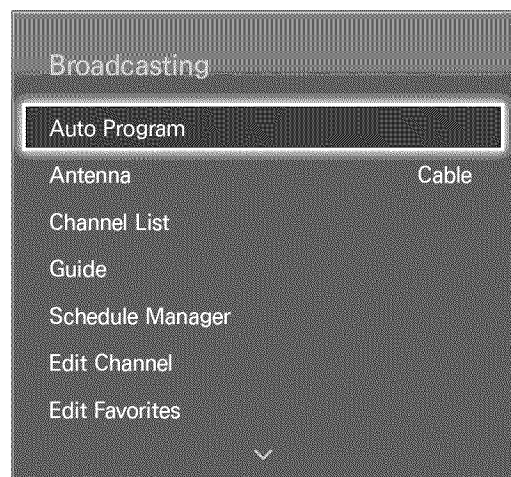 Broadcasting
Auto Program
Antenna Cable
Channel List
Guide
Schedule Manager
Edit Channel
Edit Favorites